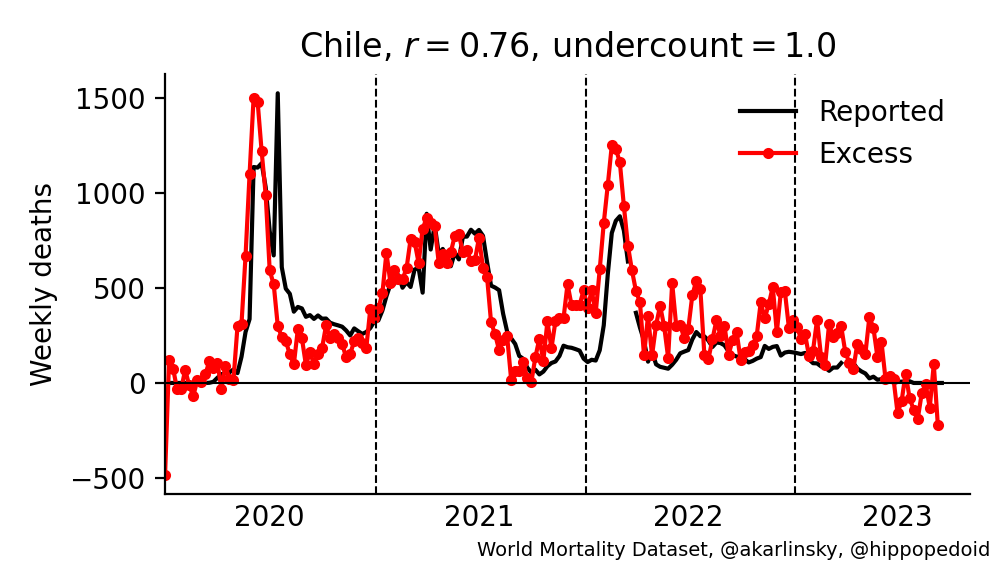 Chile, r = 0.76, undercount = 1.0
Weekly deaths
1500
1000
500
0
−500
Reported
Excess
2020 2021 2022 2023
World Mortality Dataset, @akarlinsky, @hippopedoid